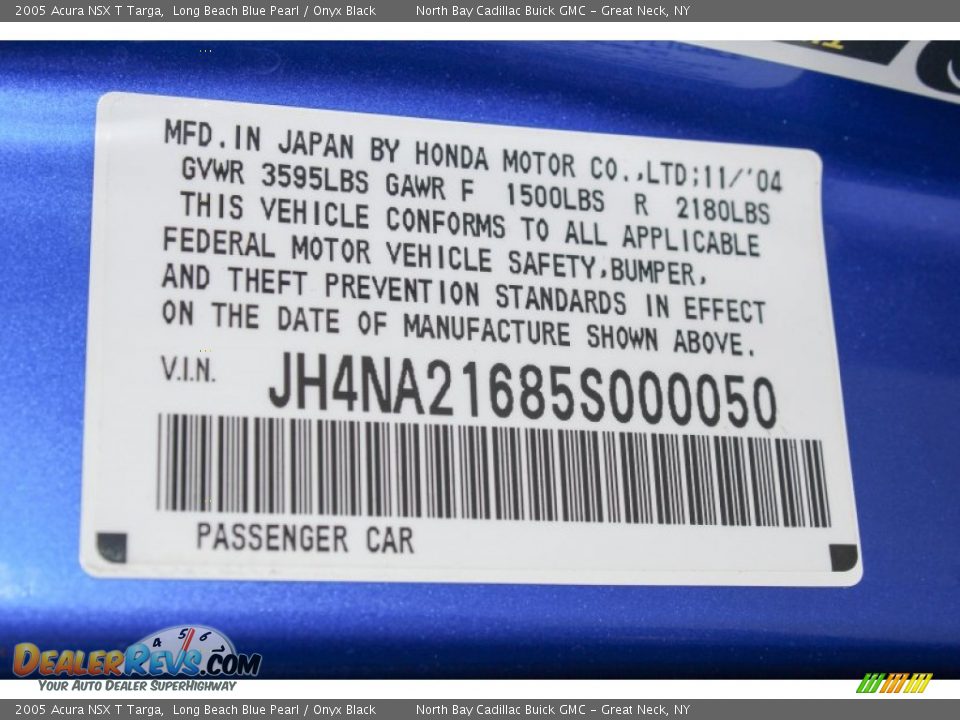 2005 Acura NSX T Targa,  Long Beach Blue Pearl / Onyx Black          North Bay Cadillac Buick GMC - Great Neck, NY
MFD.IN JAPAN BY HONDA MOTOR CO.,LTD;11/'04
GVWR 3595LBS GAWR F  1500LBS  R  2180LBS
THIS VEHICLE CONFORMS TO ALL APPLICABLE
FEDERAL MOTOR VEHICLE SAFETY,BUMPER,
AND THEFT PREVENTION STANDARDS IN EFFECT
ON THE DATE OF MANUFACTURE SHOWN ABOVE.
V.I.N. JH4NA21685S000050
PASSENGER CAR
4 5 6
DEALERREVS.COM
YOUR AUTO DEALER SUPERHIGHWAY
2005 Acura NSX T Targa,  Long Beach Blue Pearl / Onyx Black          North Bay Cadillac Buick GMC - Great Neck, NY